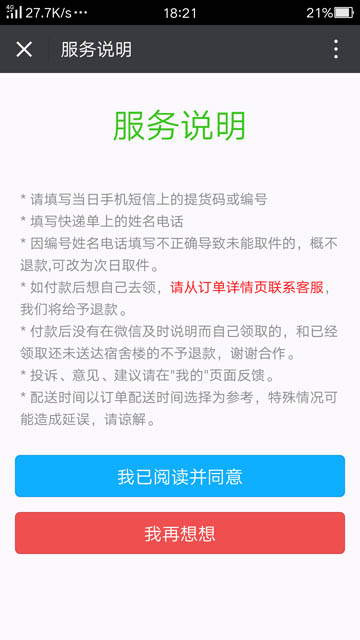 4G 27.7K/s 18:21 21%
服务说明
服务说明
* 请填写当日手机短信上的提货码或编号
* 填写快递单上的姓名电话
* 因编号姓名电话填写不正确导致未能取件的，概不
退款,可改为次日取件。
* 如付款后想自己去领，请从订单详情页联系客服，
我们将给予退款。
* 付款后没有在微信及时说明而自己领取的，和已经
领取还未送达宿舍楼的不予退款，谢谢合作。
* 投诉、意见、建议请在"我的"页面反馈。
* 配送时间以订单配送时间选择为参考，特殊情况可
能造成延误，请谅解。
我已阅读并同意
我再想想